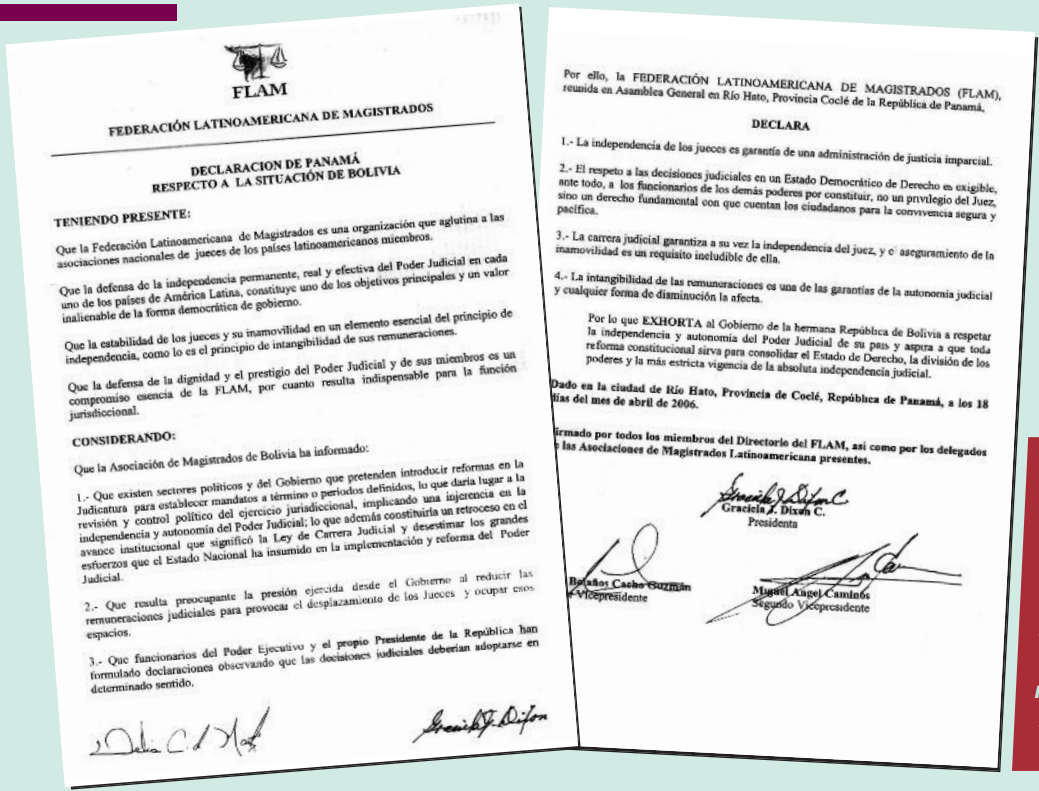 FLAM
FEDERACIÓN LATINOAMERICANA DE MAGISTRADOS
DECLARACION DE PANAMÁ
RESPECTO A LA SITUACIÓN DE BOLIVIA
TENIENDO PRESENTE:
Que la Federación Latinoamericana de Magistrados es una organización que aglutina a las
asociaciones nacionales de jueces de los países latinoamericanos miembros.
Que la defensa de la independencia permanente, real y efectiva del Poder Judicial en cada
uno de los países de América Latina, constituye uno de los objetivos principales y un valor
inalienable de la forma democrática de gobierno.
Que la estabilidad de los jueces y su inamovilidad en un elemento esencial del principio de
independencia, como lo es el principio de intangibilidad de sus remuneraciones.
Que la defensa de la dignidad y el prestigio del Poder Judicial y de sus miembros es un
compromiso esencia de la FLAM, por cuanto resulta indispensable para la función
jurisdiccional.
CONSIDERANDO:
Que la Asociación de Magistrados de Bolivia ha informado:
1.- Que existen sectores políticos y del Gobierno que pretenden introducir reformas en la
Judicatura para establecer mandatos a término o periodos definidos, lo que daría lugar a la
revisión y control político del ejercicio jurisdiccional, implicando una injerencia en la
independencia y autonomía del Poder Judicial; lo que además constituiría un retroceso en el
avance institucional que significó la Ley de Carrera Judicial y desestimar los grandes
esfuerzos que el Estado Nacional ha insumido en la implementación y reforma del Poder
Judicial.
2.- Que resulta preocupante la presión ejercida desde el Gobierno al reducir las
remuneraciones judiciales para provocar el desplazamiento de los Jueces y ocupar esos
espacios.
3.- Que funcionarios del Poder Ejecutivo y el propio Presidente de la República han
formulado declaraciones observando que las decisiones judiciales deberían adoptarse en
determinado sentido.
Por ello, la FEDERACIÓN LATINOAMERICANA DE MAGISTRADOS (FLAM),
reunida en Asamblea General en Río Hato, Provincia Coclé de la República de Panamá,
DECLARA
1.- La independencia de los jueces es garantía de una administración de justicia imparcial.
2.- El respeto a las decisiones judiciales en un Estado Democrático de Derecho es exigible,
ante todo, a los funcionarios de los demás poderes por constituir, no un privilegio del Juez,
sino un derecho fundamental con que cuentan los ciudadanos para la convivencia segura y
pacífica.
3.- La carrera judicial garantiza a su vez la independencia del juez, y e aseguramiento de la
inamovilidad es un requisito ineludible de ella.
4.- La intangibilidad de las remuneraciones es una de las garantías de la autonomía judicial
y cualquier forma de disminución la afecta.
Por lo que EXHORTA al Gobierno de la hermana República de Bolivia a respetar
la independencia y autonomía del Poder Judicial de su país y aspira a que toda
reforma constitucional sirva para consolidar el Estado de Derecho, la división de los
poderes y la más estricta vigencia de la absoluta independencia judicial.
Dado en la ciudad de Río Hato, Provincia de Coclé, República de Panamá, a los 18
días del mes de abril de 2006.
irmado por todos los miembros del Directorio del FLAM, así como por los delegados
e las Asociaciones de Magistrados Latinoamericana presentes.
Graciela J. Dixon C.
Presidenta
Bolaños Cacho Guzmán
Vicepresidente
Miguel Angel Caminos
Segundo Vicepresidente